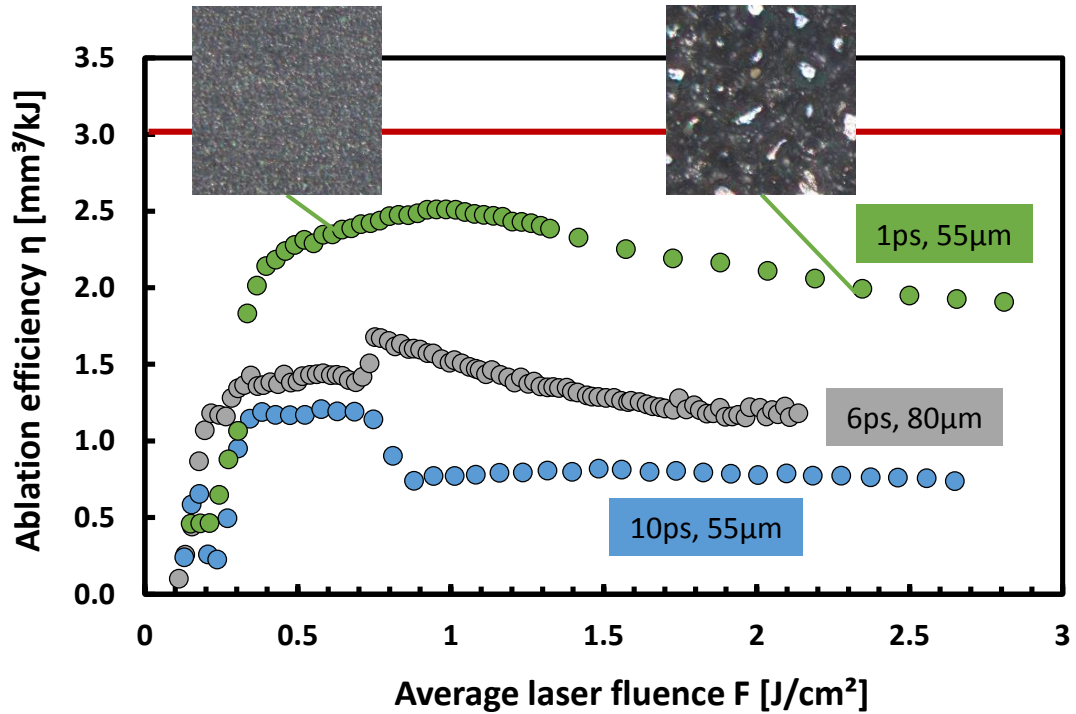 Ablation efficiency η [mm³/kJ]
3.5
3.0
2.5
2.0
1.5
1.0
0.5
0.0
1ps, 55µm
6ps, 80µm
10ps, 55µm
0 0.5 1 1.5 2 2.5 3
Average laser fluence F [J/cm²]